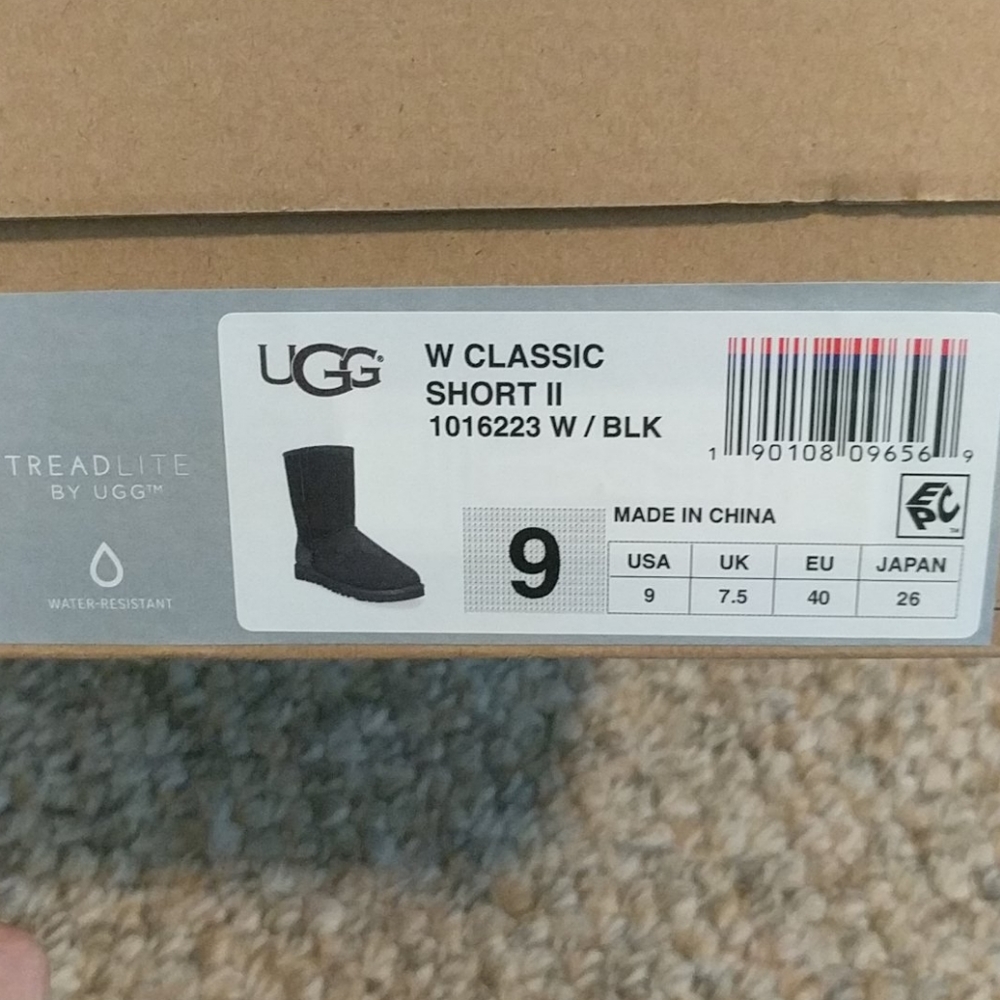 TREADLITE
BY UGG™
WATER-RESISTANT
UGG®
W CLASSIC
SHORT II
1016223 W / BLK
1 90108 09656 9
EPC™
MADE IN CHINA
9
USA UK EU JAPAN
9 7.5 40 26